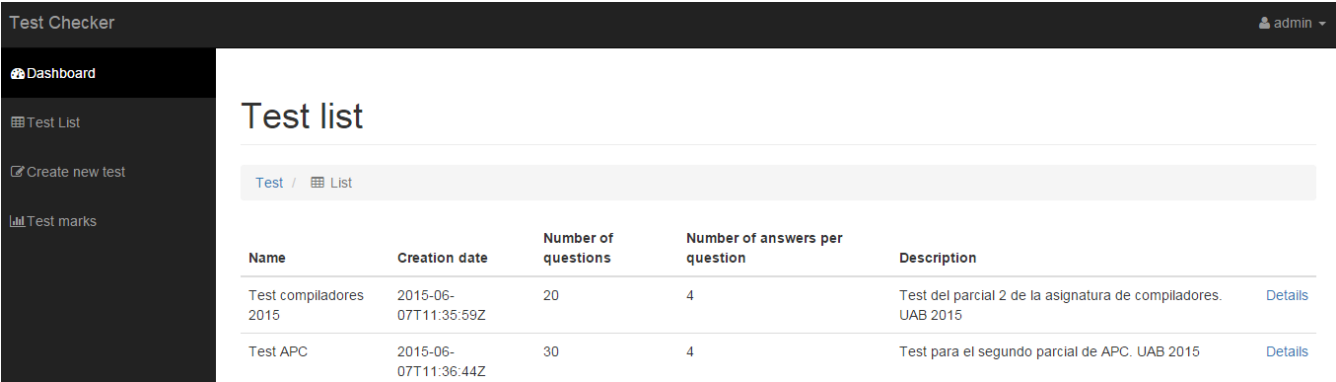 Test Checker
admin
Dashboard
Test List
Create new test
Test marks
Test list
Test / List
Name Creation date Number of questions Number of answers per question Description
Test compiladores 2015 2015-06-07T11:35:59Z 20 4 Test del parcial 2 de la asignatura de compiladores. UAB 2015 Details
Test APC 2015-06-07T11:36:44Z 30 4 Test para el segundo parcial de APC. UAB 2015 Details